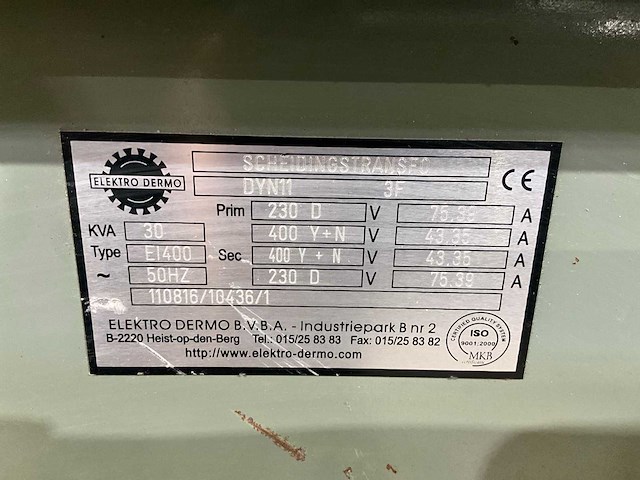 ELEKTRO DERMO
SCHEIDINGSTRANSFO
DYN11 3F
CE
Prim 230 D V 75.39 A
KVA 30 400 Y+N V 43.35 A
Type EI400 Sec 400 Y + N V 43.35 A
~ 50HZ 230 D V 75.39 A
110816/10436/1
ELEKTRO DERMO B.V.B.A. - Industriepark B nr 2
B-2220 Heist-op-den-Berg Tel.: 015/25 83 83 Fax: 015/25 83 82
http://www.elektro-dermo.com
CERTIFIED QUALITY SYSTEM
ISO
9001/2000
MKB